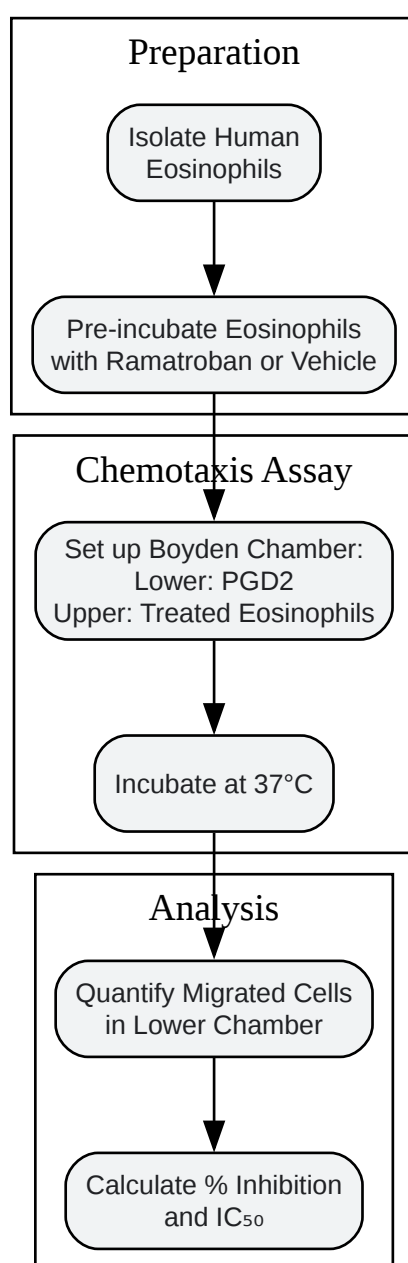 Preparation
Isolate Human
Eosinophils
Pre-incubate Eosinophils
with Ramatroban or Vehicle
Chemotaxis Assay
Set up Boyden Chamber:
Lower: PGD2
Upper: Treated Eosinophils
Incubate at 37°C
Analysis
Quantify Migrated Cells
in Lower Chamber
Calculate % Inhibition
and IC₅₀